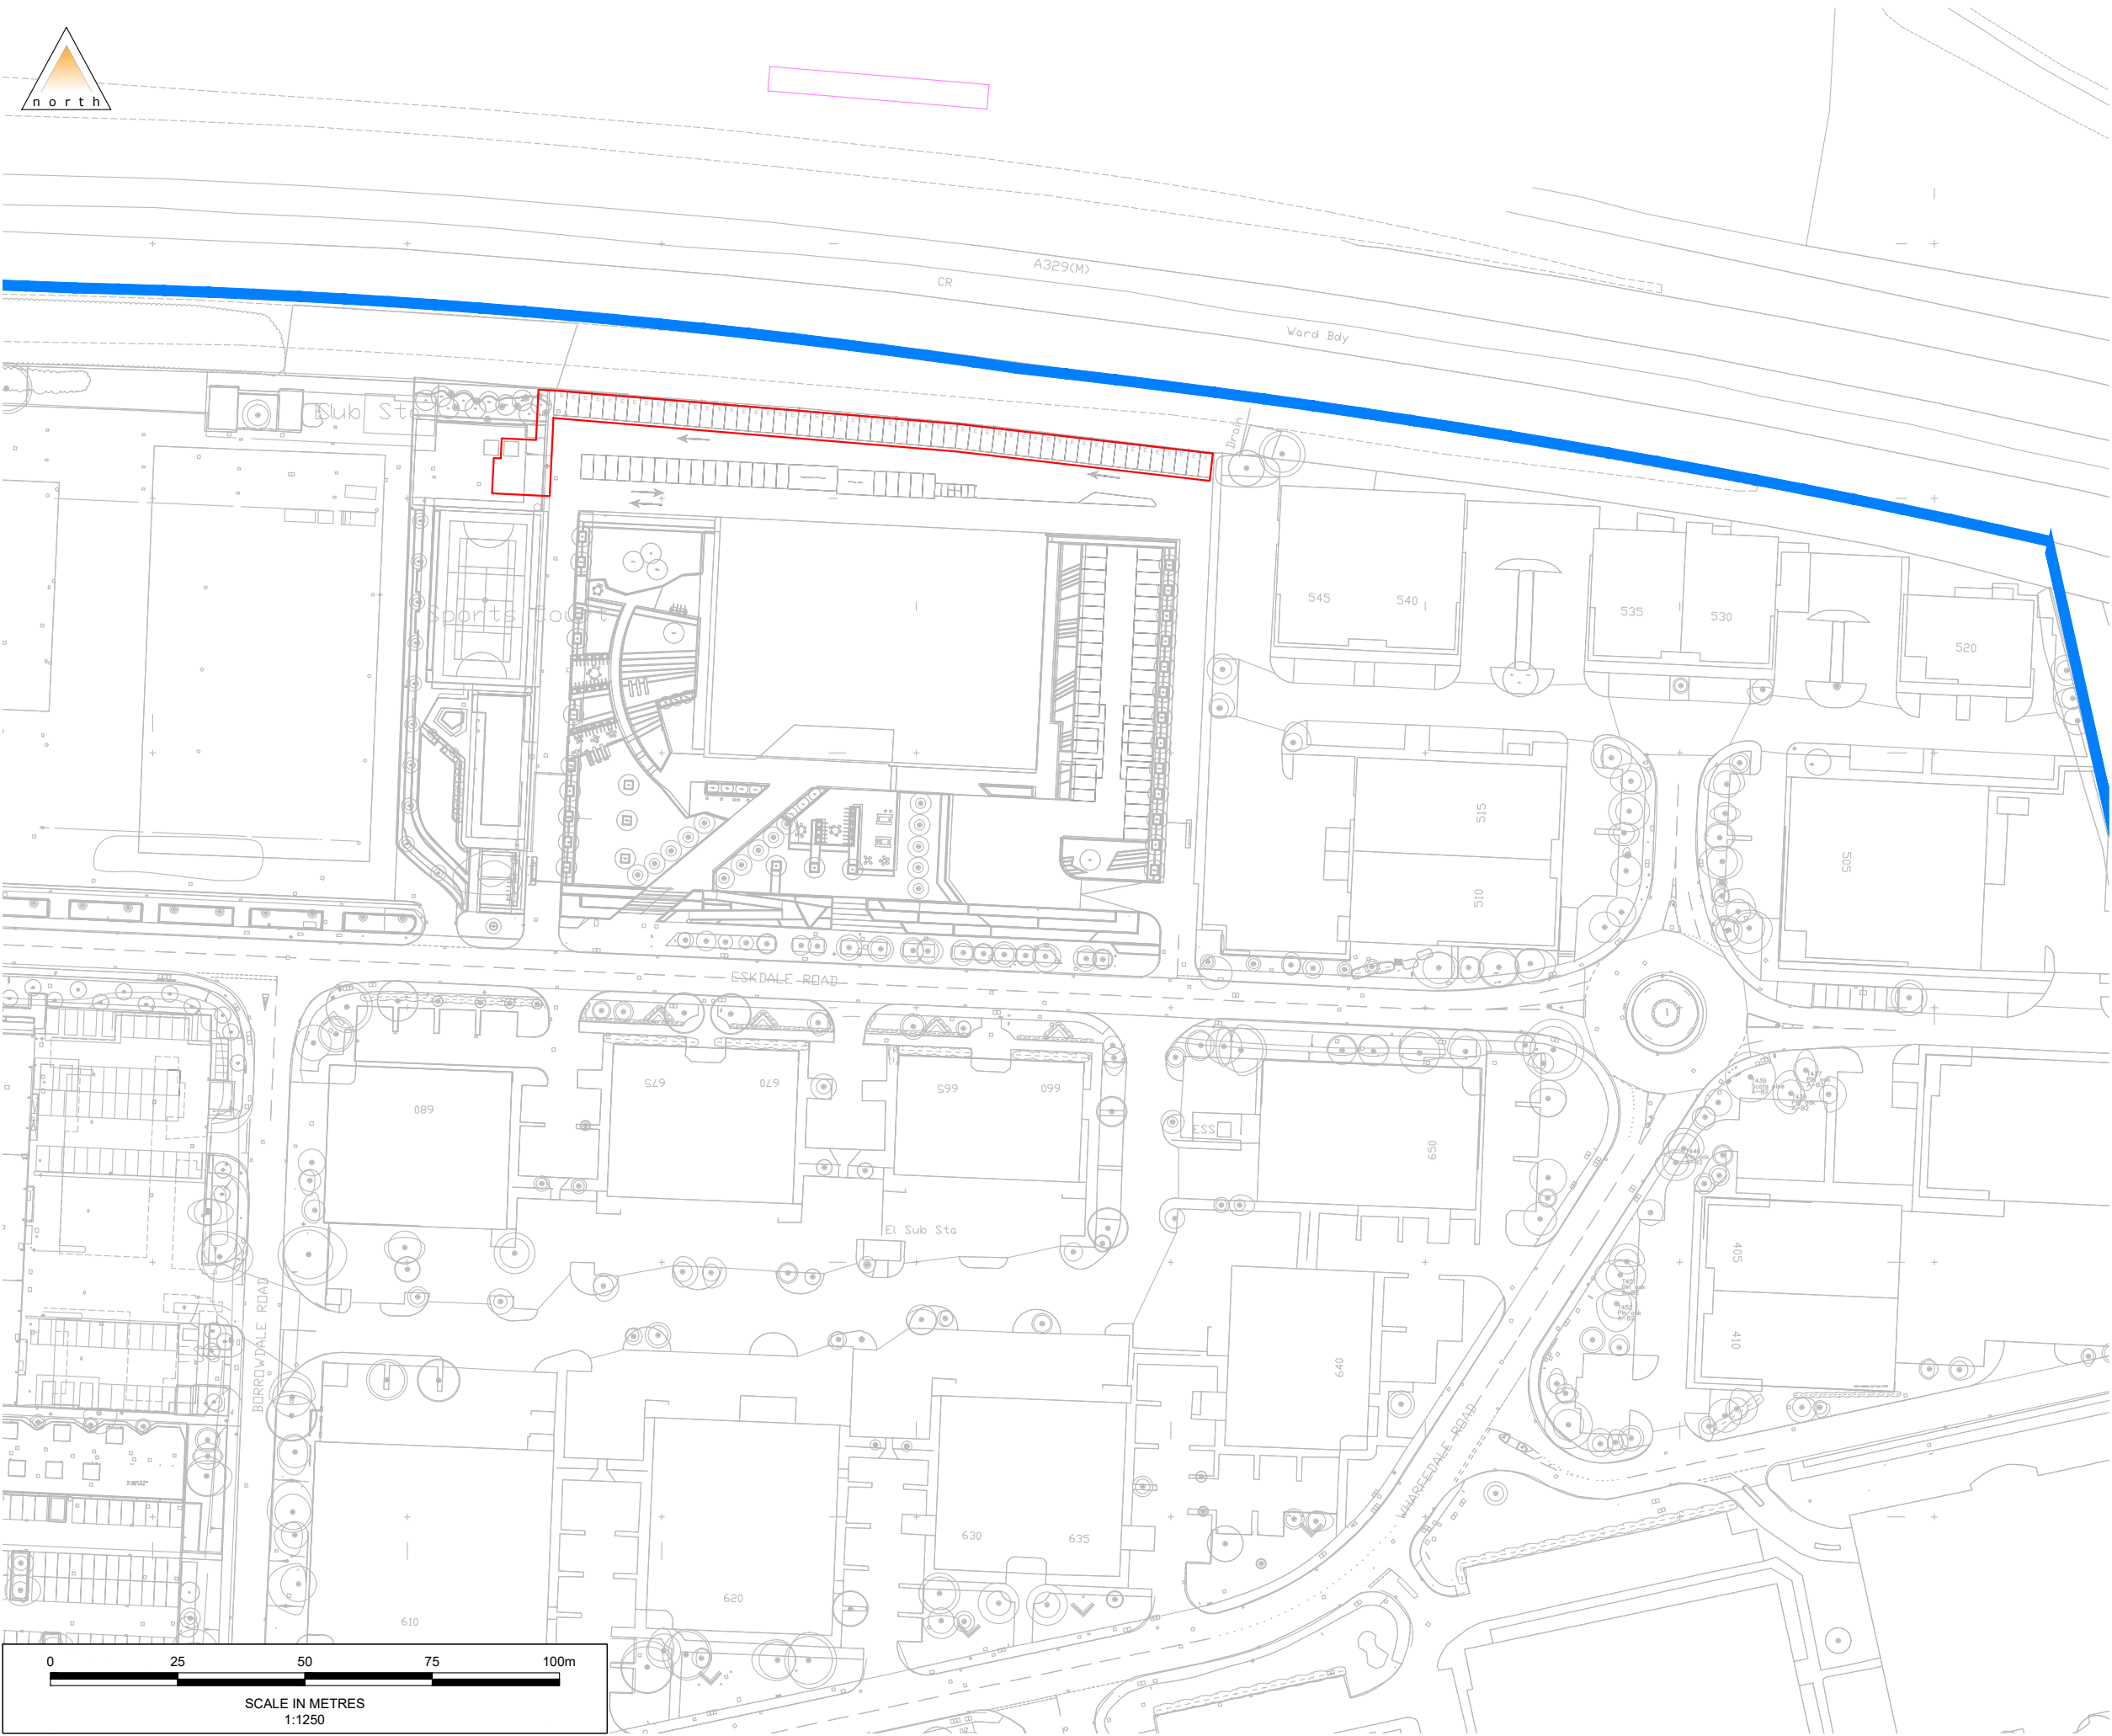 north
A329(M)
CR
Ward Bdy
Drain
Sub Sta
Sports Court
545
540
535
530
520
515
510
505
ESKDALE ROAD
680
675
670
665
660
ESS
650
El Sub Sta
BORROWDALE ROAD
640
405
410
WHARFEDALE ROAD
630
635
620
610
0 25 50 75 100m
SCALE IN METRES
1:1250